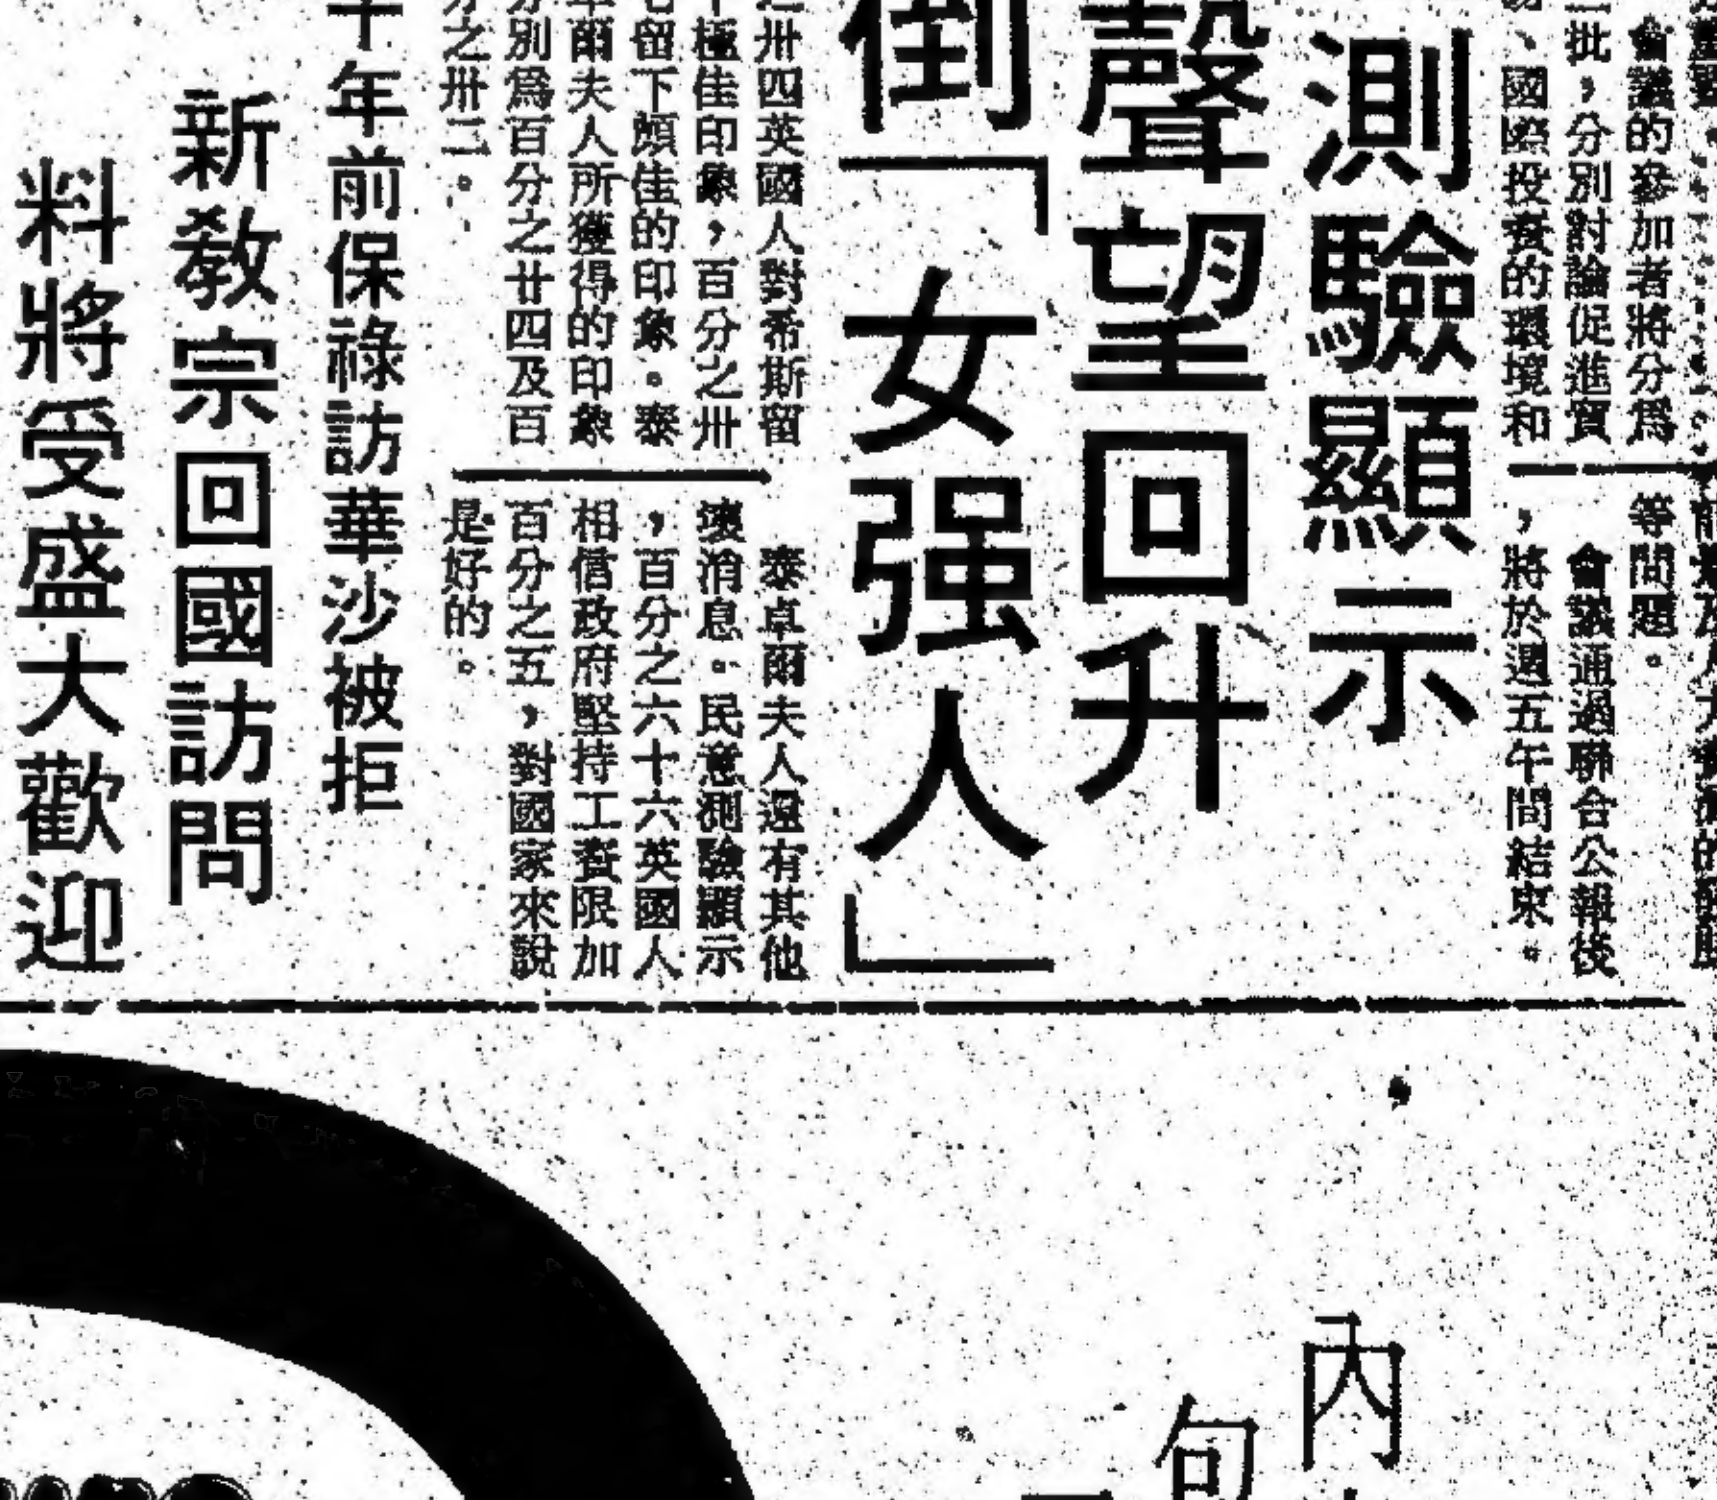 會議的參加者將分爲
批，分別討論促進貿
、國際投資的環境和
等問題。
會議通過聯合公報後
，將於週五午間結束。
測驗顯示
聲望回升
倒「女强人」
卅四英國人對希斯留
極佳印象，百分之卅
留下頗佳的印象。泰
爾夫人所獲得的印象
別爲百分之廿四及百
之卅二。
泰卓爾夫人還有其他
壞消息。民意測驗顯示
，百分之六十六英國人
相信政府堅持工資限加
百分之五，對國家來說
是好的。
十年前保祿訪華沙被拒
新教宗回國訪問
料將受盛大歡迎
內
句